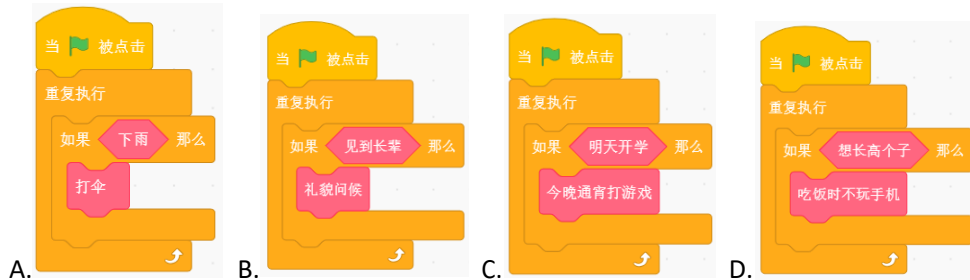 当 被点击
重复执行
如果 下雨 那么
打伞
A.
当 被点击
重复执行
如果 见到长辈 那么
礼貌问候
B.
当 被点击
重复执行
如果 明天开学 那么
今晚通宵打游戏
C.
当 被点击
重复执行
如果 想长高个子 那么
吃饭时不玩手机
D.